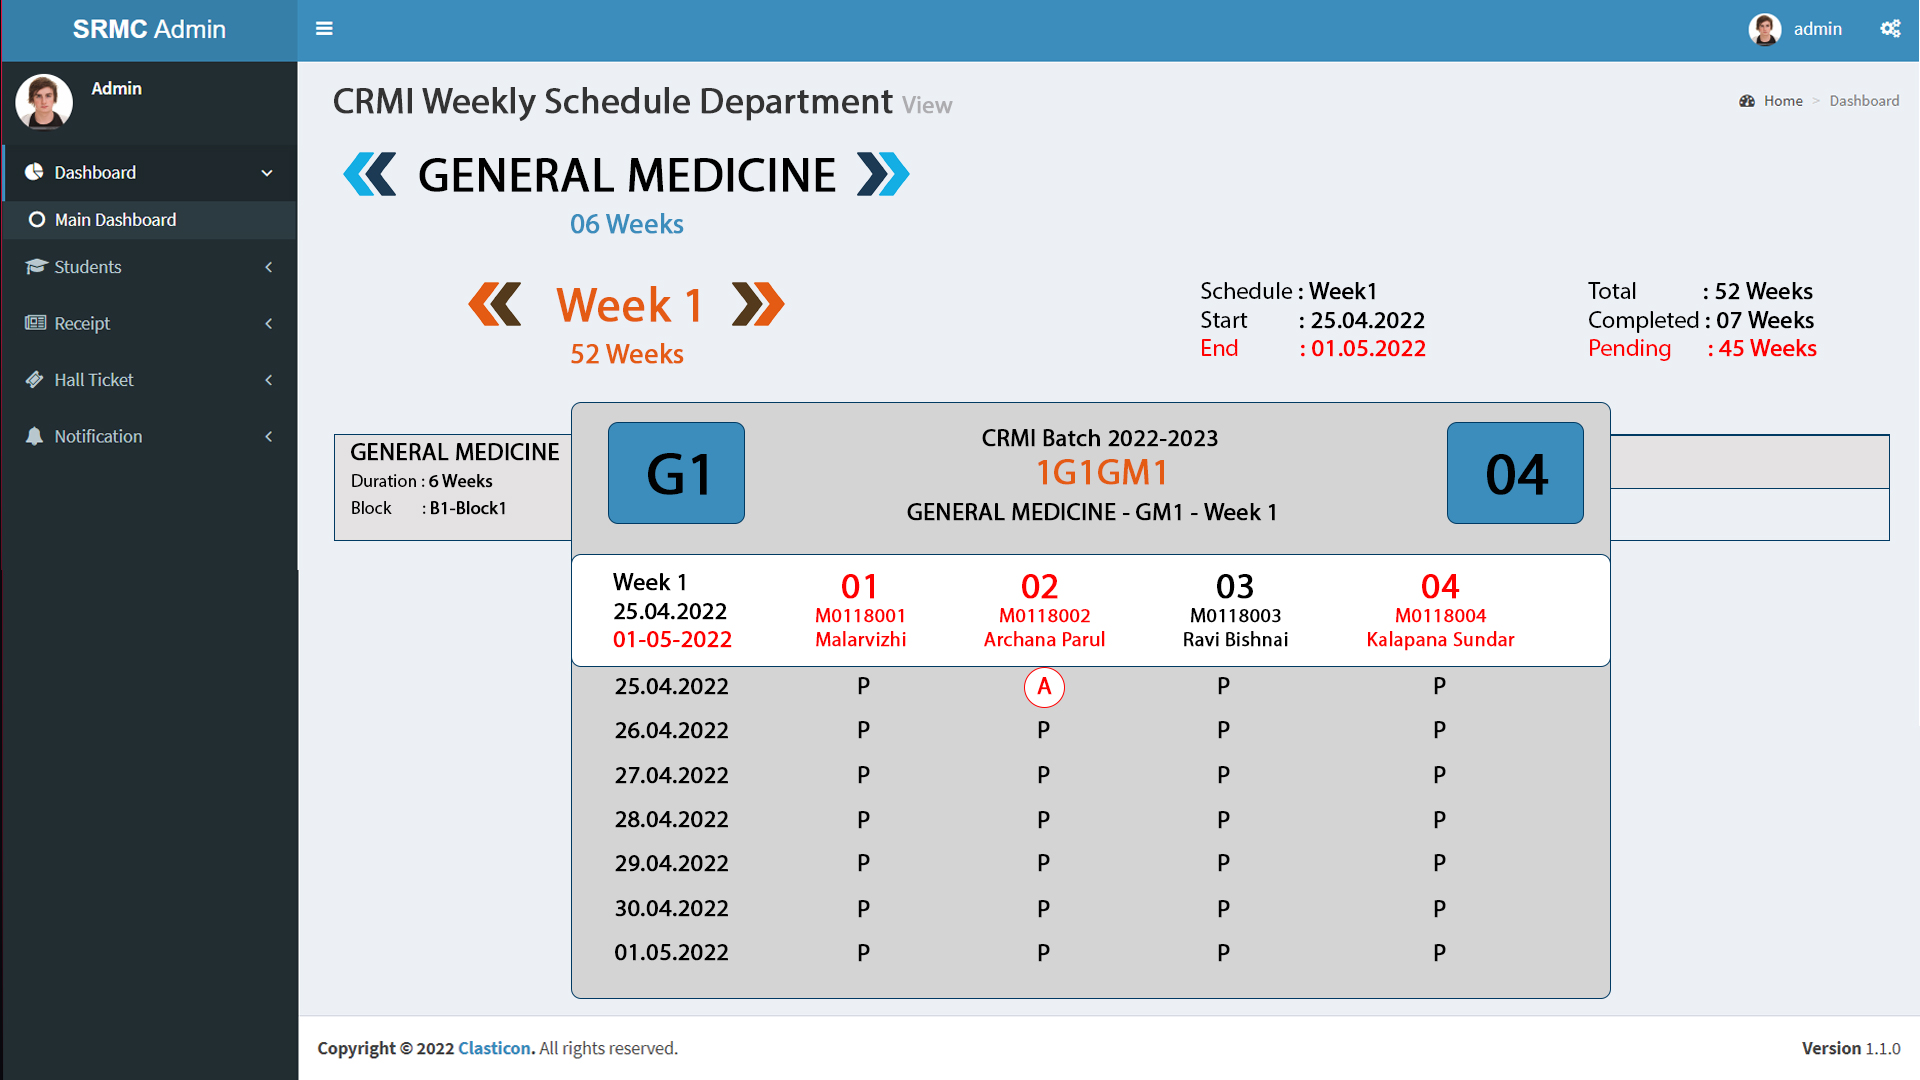 SRMC Admin
admin
Admin
Dashboard
Main Dashboard
Students
Receipt
Hall Ticket
Notification
CRMI Weekly Schedule Department View
Home > Dashboard
GENERAL MEDICINE
06 Weeks
Week 1
52 Weeks
Schedule : Week1
Start : 25.04.2022
End : 01.05.2022
Total : 52 Weeks
Completed : 07 Weeks
Pending : 45 Weeks
GENERAL MEDICINE
Duration : 6 Weeks
Block : B1-Block1
G1
CRMI Batch 2022-2023
1G1GM1
GENERAL MEDICINE - GM1 - Week 1
04
Week 1
25.04.2022
01-05-2022
01
M0118001
Malarvizhi
02
M0118002
Archana Parul
03
M0118003
Ravi Bishnai
04
M0118004
Kalapana Sundar
25.04.2022 P A P P
26.04.2022 P P P P
27.04.2022 P P P P
28.04.2022 P P P P
29.04.2022 P P P P
30.04.2022 P P P P
01.05.2022 P P P P
Copyright © 2022 Clasticon. All rights reserved.
Version 1.1.0